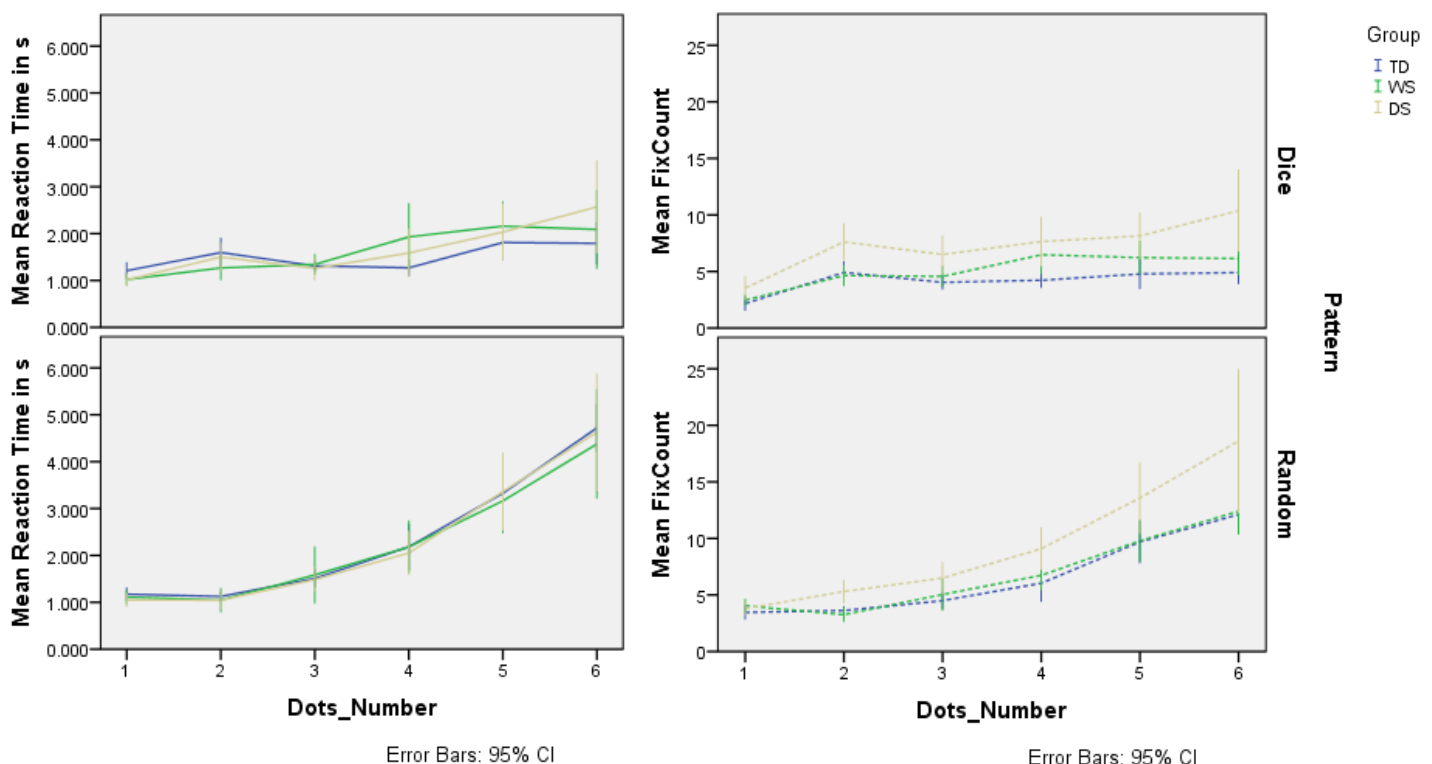 Mean Reaction Time in s
6.000
5.000
4.000
3.000
2.000
1.000
0.000
Mean FixCount
25
20
15
10
5
0
Dice
Group
TD
WS
DS
Pattern
Mean Reaction Time in s
6.000
5.000
4.000
3.000
2.000
1.000
0.000
1 2 3 4 5 6
Dots_Number
Error Bars: 95% CI
Mean FixCount
25
20
15
10
5
0
1 2 3 4 5 6
Dots_Number
Error Bars: 95% CI
Random